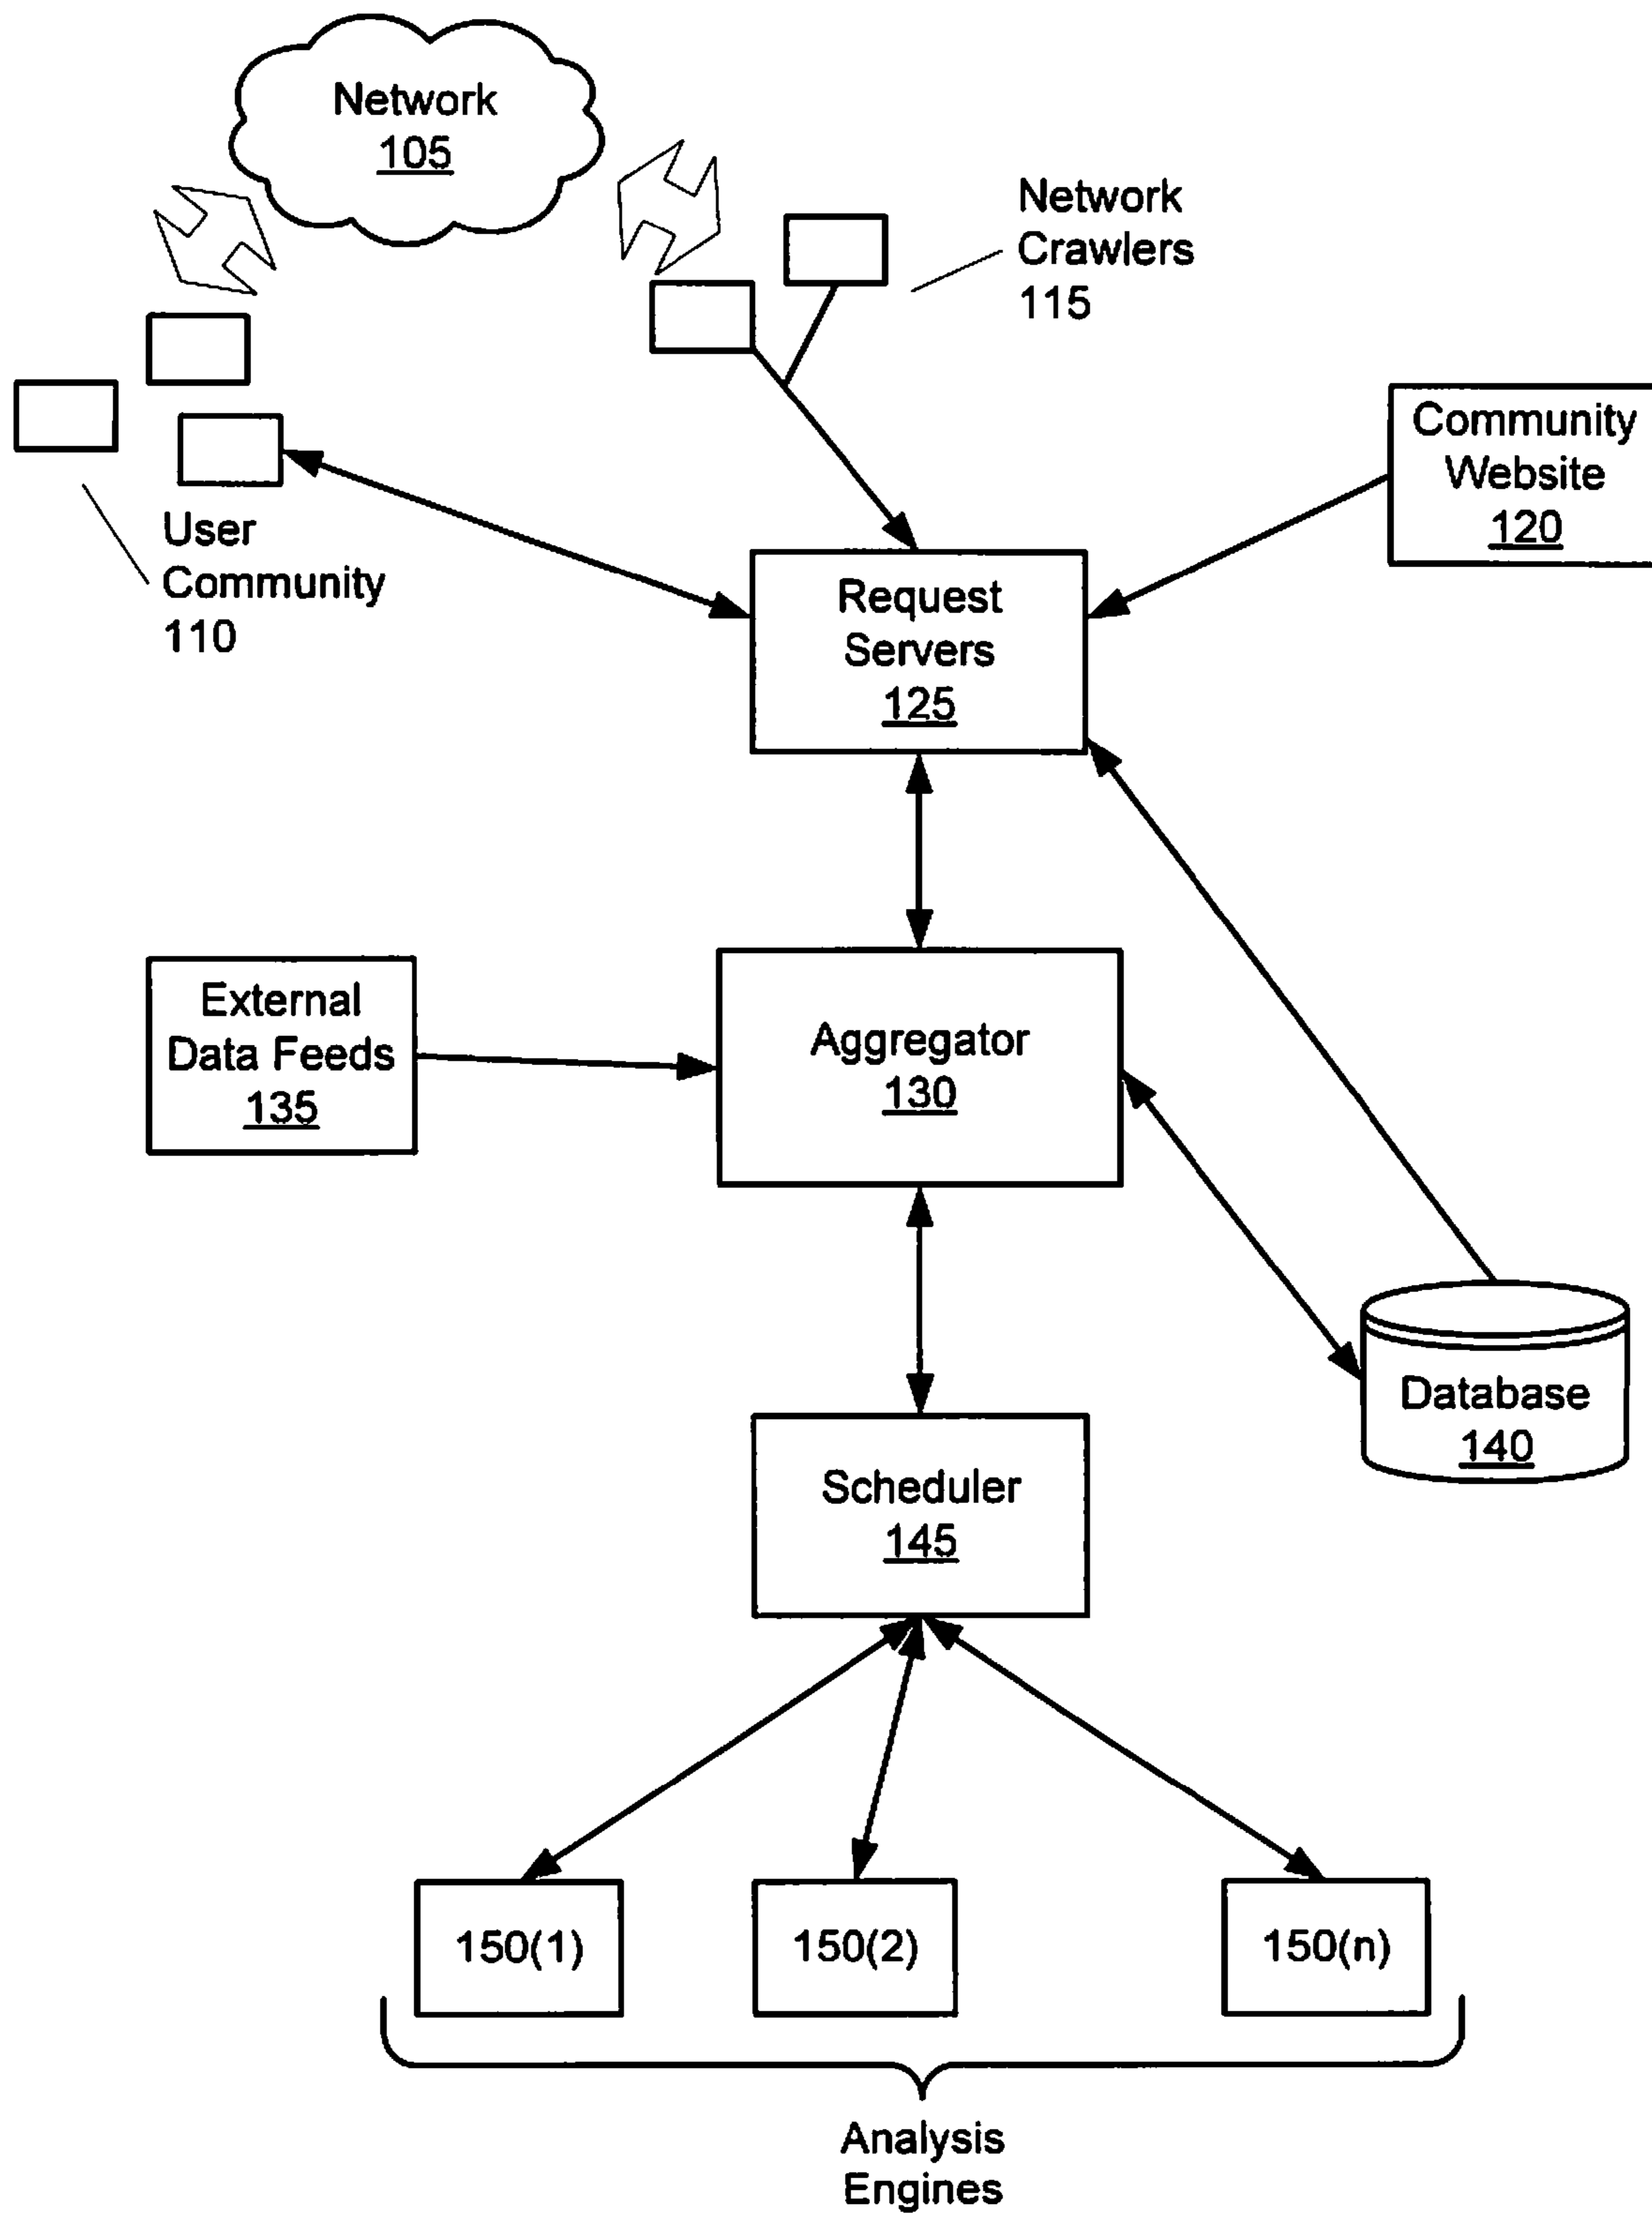 Network
105
Network
Crawlers
115
Community
Website
120
User
Community
110
Request
Servers
125
External
Data Feeds
135
Aggregator
130
Database
140
Scheduler
145
150(1)
150(2)
150(n)
Analysis
Engines